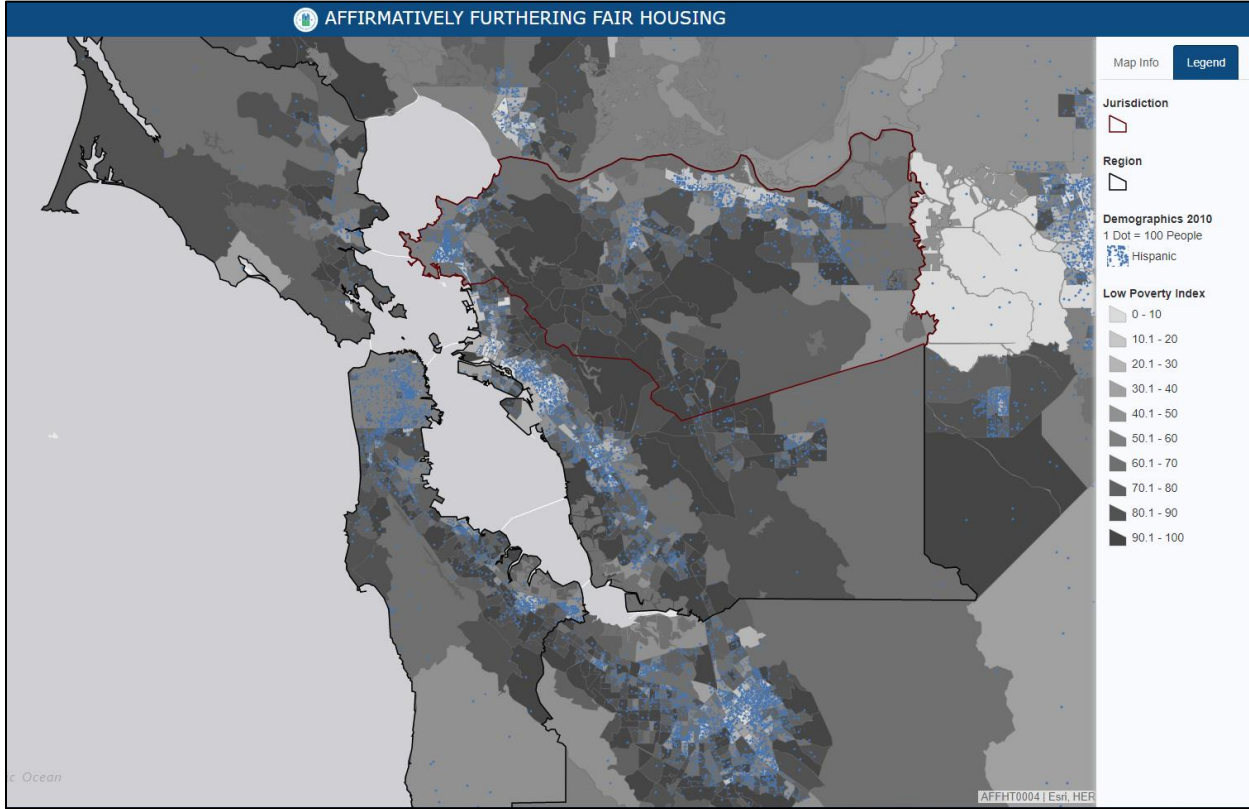 AFFIRMATIVELY FURTHERING FAIR HOUSING
Map Info Legend
Jurisdiction
Region
Demographics 2010
1 Dot = 100 People
Hispanic
Low Poverty Index
0 - 10
10.1 - 20
20.1 - 30
30.1 - 40
40.1 - 50
50.1 - 60
60.1 - 70
70.1 - 80
80.1 - 90
90.1 - 100
ic Ocean
AFFHT0004 | Esri, HER